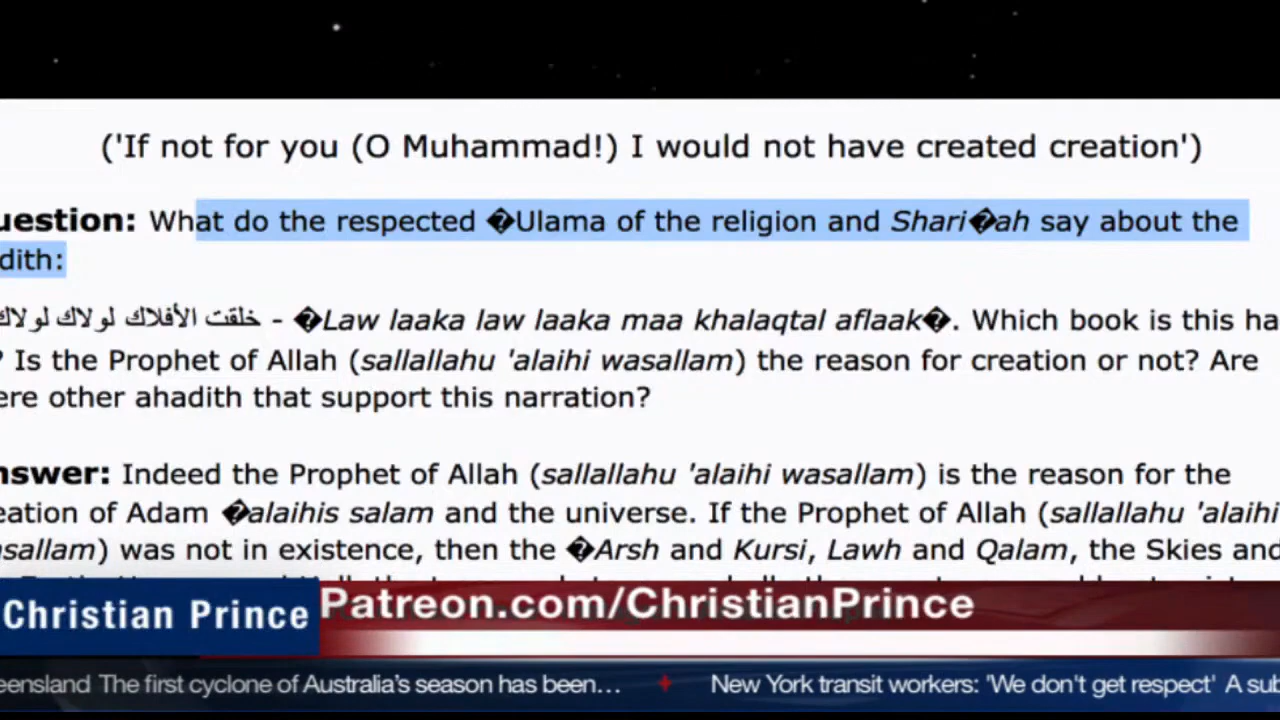 ('If not for you (O Muhammad!) I would not have created creation')
uestion: What do the respected �Ulama of the religion and Shari�ah say about the
dith:
خلقت الأفلاك لولاك لولاك - �Law laaka law laaka maa khalaqtal aflaak�. Which book is this ha
? Is the Prophet of Allah (sallallahu 'alaihi wasallam) the reason for creation or not? Are
ere other ahadith that support this narration?
nswer: Indeed the Prophet of Allah (sallallahu 'alaihi wasallam) is the reason for the
eation of Adam �alaihis salam and the universe. If the Prophet of Allah (sallallahu 'alaihi
asallam) was not in existence, then the �Arsh and Kursi, Lawh and Qalam, the Skies and
Christian Prince
Patreon.com/ChristianPrince
eensland The first cyclone of Australia's season has been... New York transit workers: 'We don't get respect' A sub